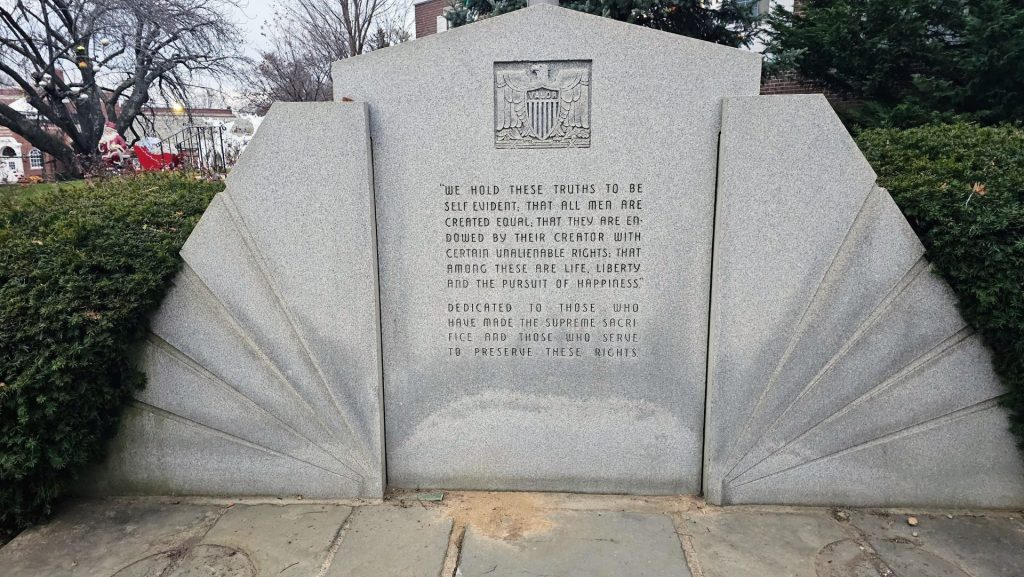 VALOR
"WE HOLD THESE TRUTHS TO BE
SELF EVIDENT; THAT ALL MEN ARE
CREATED EQUAL; THAT THEY ARE EN-
DOWED BY THEIR CREATOR WITH
CERTAIN UNALIENABLE RIGHTS; THAT
AMONG THESE ARE LIFE, LIBERTY
AND THE PURSUIT OF HAPPINESS"
DEDICATED TO THOSE WHO
HAVE MADE THE SUPREME SACRI
FICE AND THOSE WHO SERVE
TO PRESERVE THESE RIGHTS